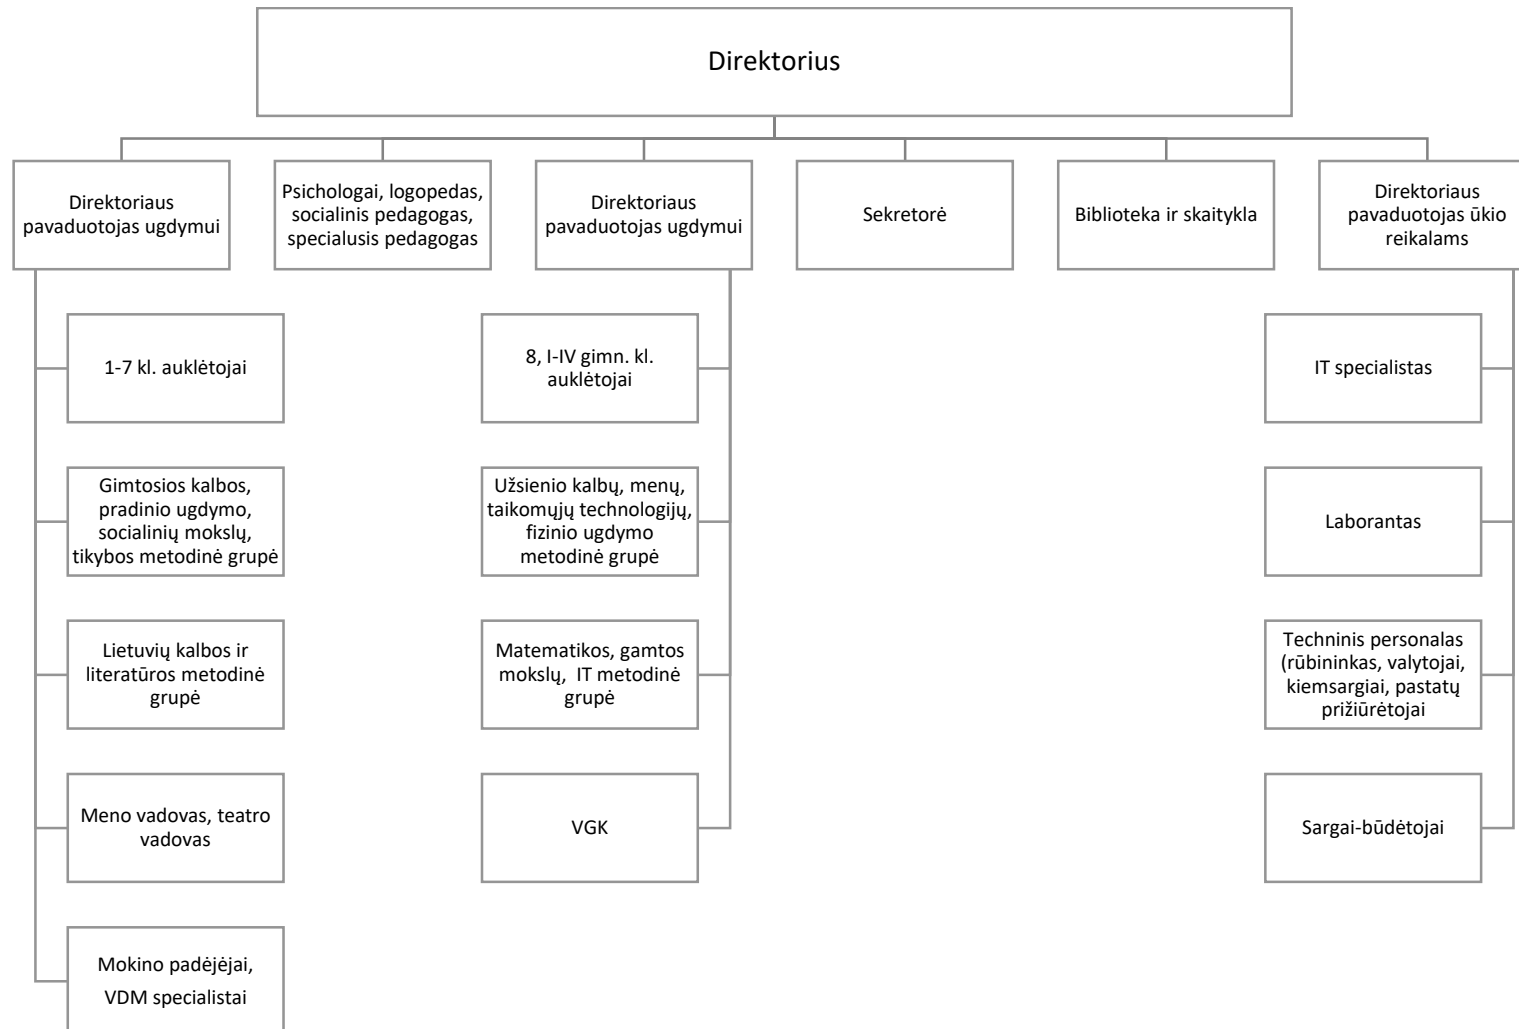 Direktorius
Direktoriaus
pavaduotojas ugdymui
Psichologai, logopedas,
socialinis pedagogas,
specialusis pedagogas
Direktoriaus
pavaduotojas ugdymui
Sekretorė
Biblioteka ir skaitykla
Direktoriaus
pavaduotojas ūkio
reikalams
1-7 kl. auklėtojai
Gimtosios kalbos,
pradinio ugdymo,
socialinių mokslų,
tikybos metodinė grupė
Lietuvių kalbos ir
literatūros metodinė
grupė
Meno vadovas, teatro
vadovas
Mokino padėjėjai,
VDM specialistai
8, I-IV gimn. kl.
auklėtojai
Užsienio kalbų, menų,
taikomųjų technologijų,
fizinio ugdymo
metodinė grupė
Matematikos, gamtos
mokslų, IT metodinė
grupė
VGK
IT specialistas
Laborantas
Techninis personalas
(rūbininkas, valytojai,
kiemsargiai, pastatų
prižiūrėtojai
Sargai-būdėtojai